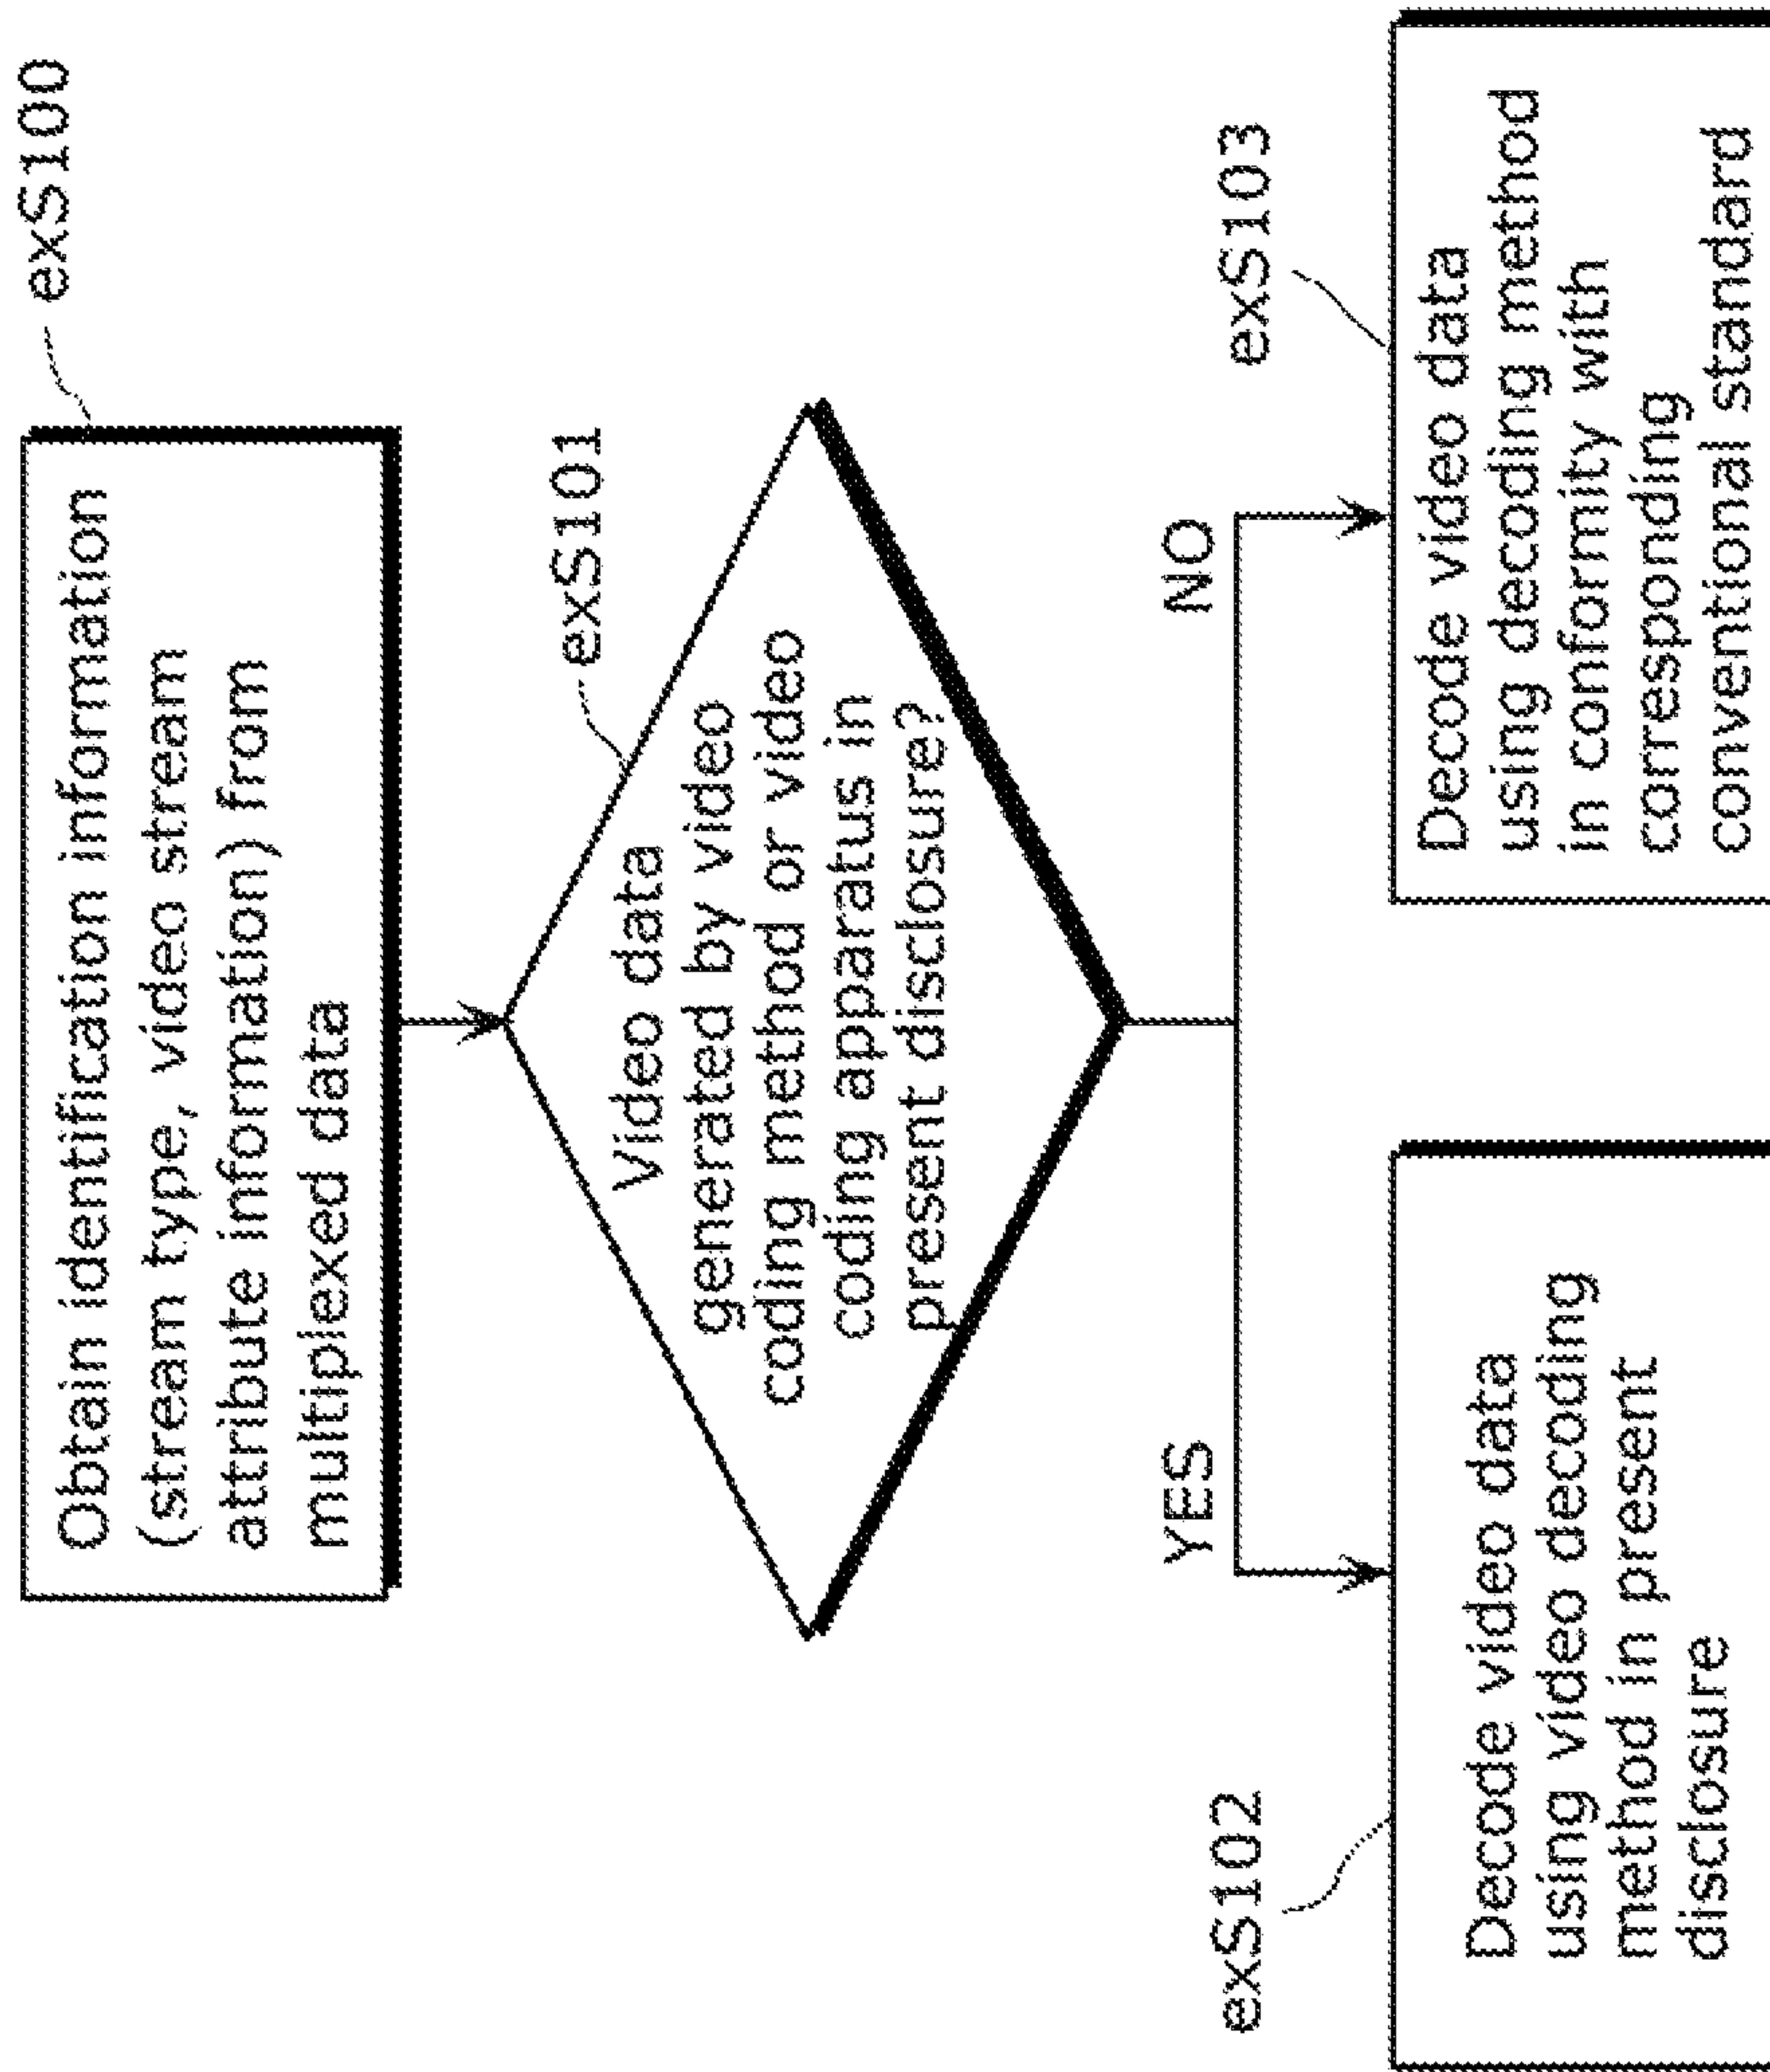 exS100
Obtain identification information
(stream type, video stream
attribute information) from
multiplexed data
exS101
Video data
generated by video
coding method or video
coding apparatus in
present disclosure?
YES
NO
exS102
Decode video data
using video decoding
method in present
disclosure
exS103
Decode video data
using decoding method
in conformity with
corresponding
conventional standard